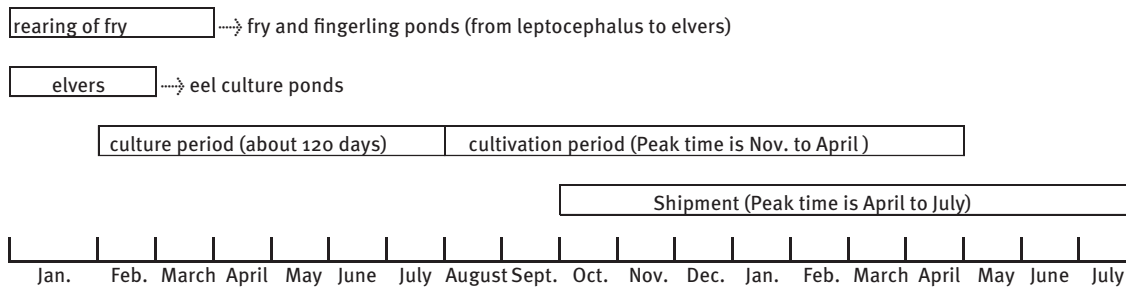 rearing of fry fry and fingerling ponds (from leptocephalus to elvers)
elvers eel culture ponds
culture period (about 120 days) cultivation period (Peak time is Nov. to April )
Shipment (Peak time is April to July)
Jan. Feb. March April May June July August Sept. Oct. Nov. Dec. Jan. Feb. March April May June July